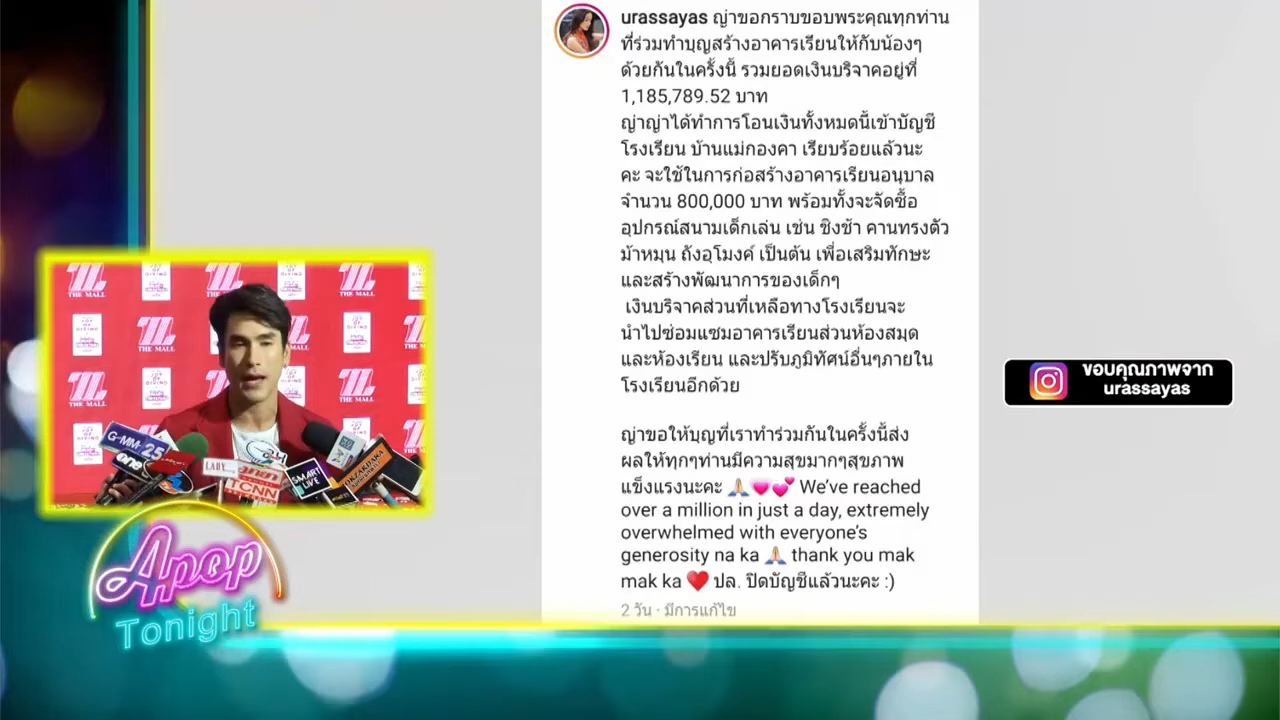 urassayas ญ่าขอกราบขอบพระคุณทุกท่าน
ที่ร่วมทำบุญสร้างอาคารเรียนให้กับน้องๆ
ด้วยกันในครั้งนี้ รวมยอดเงินบริจาคอยู่ที่
1,185,789.52 บาท
ญ่าญ่าได้ทำการโอนเงินทั้งหมดนี้เข้าบัญชี
โรงเรียน บ้านแม่กองคา เรียบร้อยแล้วนะ
คะ จะใช้ในการก่อสร้างอาคารเรียนอนุบาล
จำนวน 800,000 บาท พร้อมทั้งจะจัดซื้อ
อุปกรณ์สนามเด็กเล่น เช่น ชิงช้า คานทรงตัว
ม้าหมุน ถังอุโมงค์ เป็นต้น เพื่อเสริมทักษะ
และสร้างพัฒนาการของเด็กๆ
เงินบริจาคส่วนที่เหลือทางโรงเรียนจะ
นำไปซ่อมแซมอาคารเรียนส่วนห้องสมุด
และห้องเรียน และปรับภูมิทัศน์อื่นๆภายใน
โรงเรียนอีกด้วย
ญ่าขอให้บุญที่เราทำร่วมกันในครั้งนี้ส่ง
ผลให้ทุกๆท่านมีความสุขมากๆสุขภาพ
แข็งแรงนะคะ 🙏🏻💗💕 We've reached
over a million in just a day, extremely
overwhelmed with everyone's
generosity na ka 🙏🏻 thank you mak
mak ka ❤️ ปล. ปิดบัญชีแล้วนะคะ :)
2 วัน · มีการแก้ไข
ขอบคุณภาพจาก
urassayas
THE MALL
THE MALL
THE MALL
THE MALL
THE MALL
THE MALL
GMM 25
one
3
LADY
TCNN
SMART
LIVE
Apop
Tonight